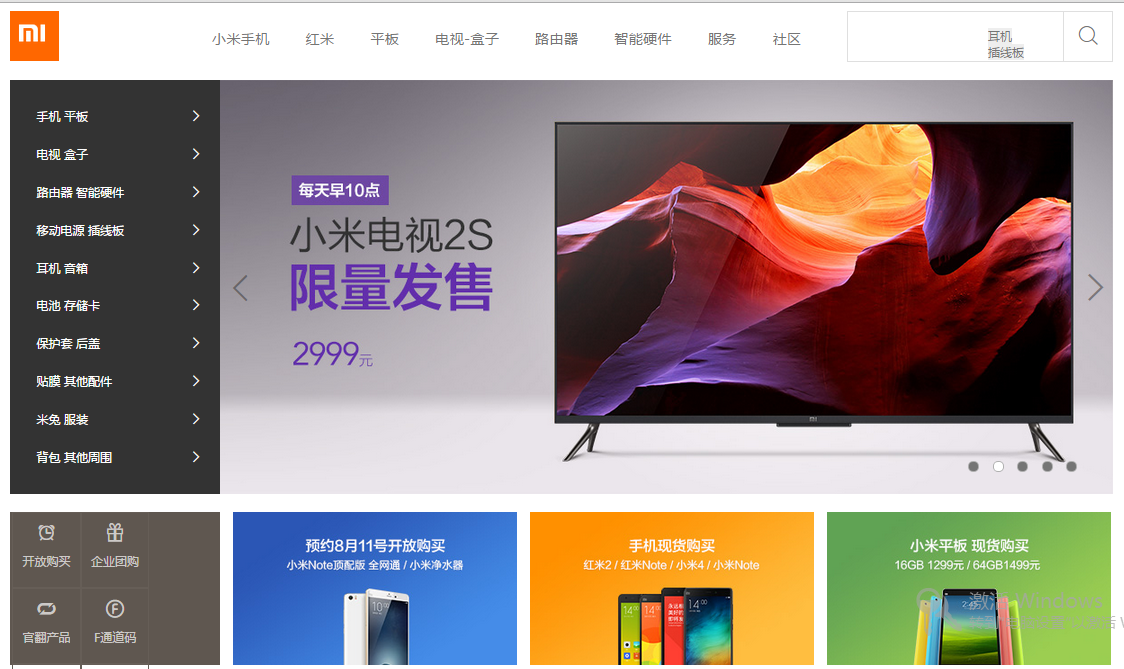 mi
小米手机 红米 平板 电视-盒子 路由器 智能硬件 服务 社区
耳机
插线板
手机 平板
电视 盒子
路由器 智能硬件
移动电源 插线板
耳机 音箱
电池 存储卡
保护套 后盖
贴膜 其他配件
米兔 服装
背包 其他周围
每天早10点
小米电视2S
限量发售
2999元
mi
开放购买 企业团购
官翻产品 F通道码
预约8月11号开放购买
小米Note顶配版 全网通 / 小米净水器
手机现货购买
红米2 / 红米Note / 小米4 / 小米Note
小米平板 现货购买
16GB 1299元 / 64GB1499元
激活 Windows